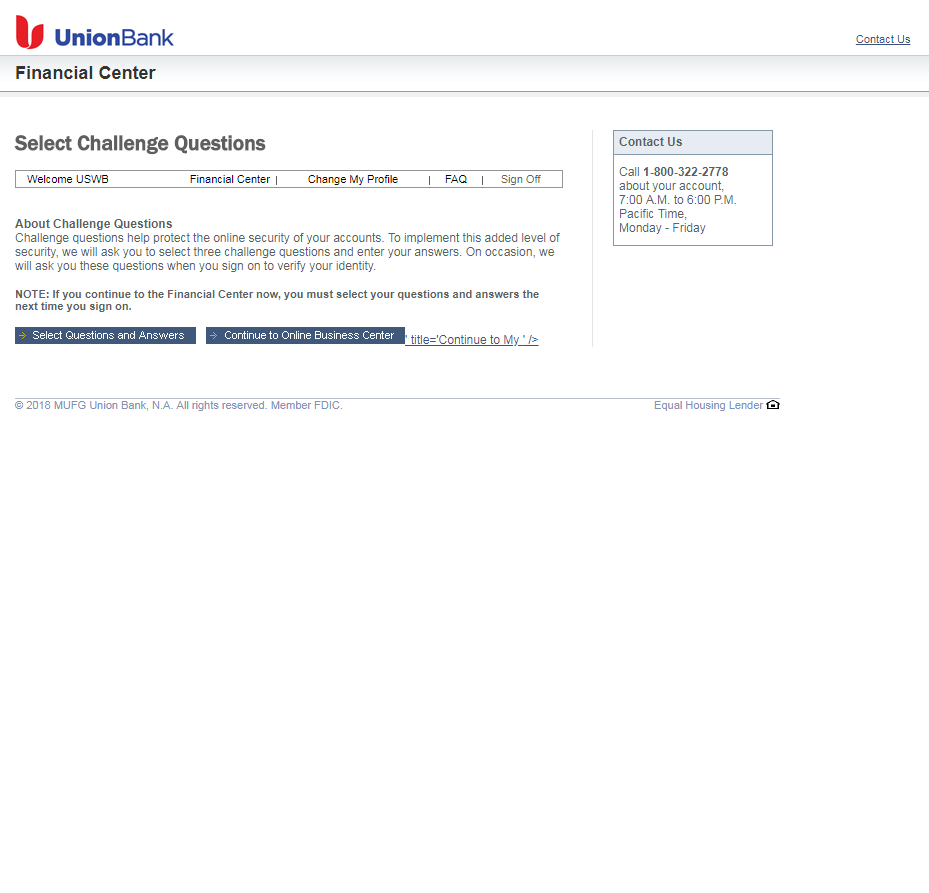 UnionBank
Contact Us
Financial Center
Select Challenge Questions
Welcome USWB Financial Center | Change My Profile | FAQ | Sign Off
About Challenge Questions
Challenge questions help protect the online security of your accounts. To implement this added level of
security, we will ask you to select three challenge questions and enter your answers. On occasion, we
will ask you these questions when you sign on to verify your identity.
NOTE: If you continue to the Financial Center now, you must select your questions and answers the
next time you sign on.
Select Questions and Answers Continue to Online Business Center ' title='Continue to My ' />
Contact Us
Call 1-800-322-2778
about your account,
7:00 A.M. to 6:00 P.M.
Pacific Time,
Monday - Friday
© 2018 MUFG Union Bank, N.A. All rights reserved. Member FDIC. Equal Housing Lender